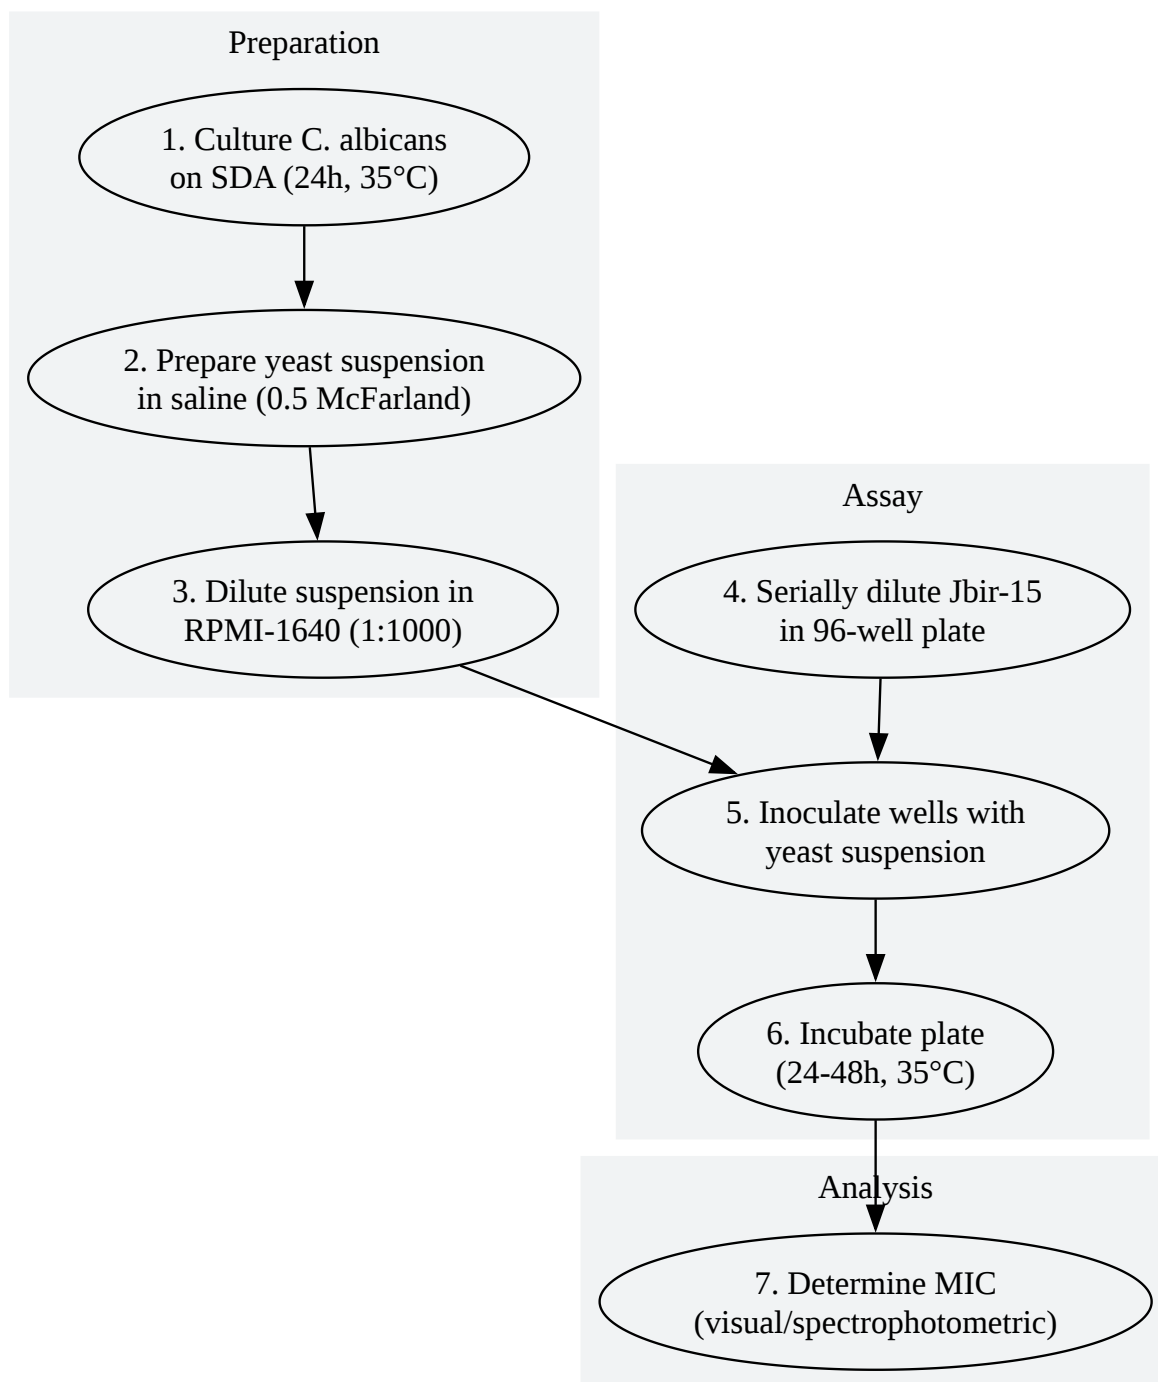 Preparation
1. Culture C. albicans
on SDA (24h, 35°C)
2. Prepare yeast suspension
in saline (0.5 McFarland)
3. Dilute suspension in
RPMI-1640 (1:1000)
Assay
4. Serially dilute Jbir-15
in 96-well plate
5. Inoculate wells with
yeast suspension
6. Incubate plate
(24-48h, 35°C)
Analysis
7. Determine MIC
(visual/spectrophotometric)